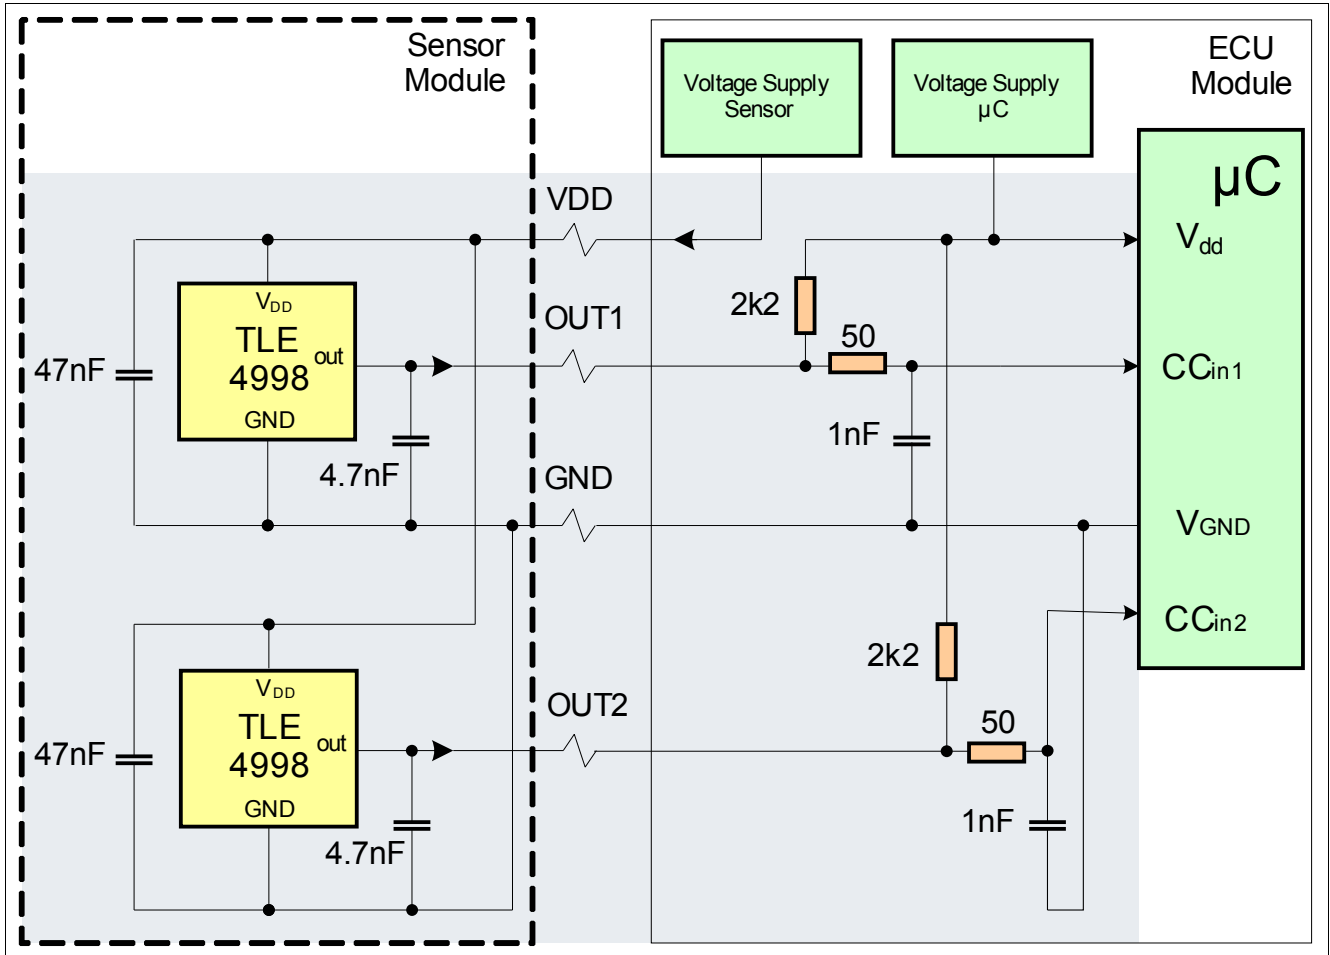 Sensor
Module
Voltage Supply
Sensor
Voltage Supply
µC
ECU
Module
µC
VDD
Vdd
VDD
TLE
4998
out
GND
47nF
4.7nF
OUT1
2k2
50
CCin1
1nF
GND
VGND
CCin2
2k2
VDD
TLE
4998
out
GND
47nF
4.7nF
OUT2
50
1nF